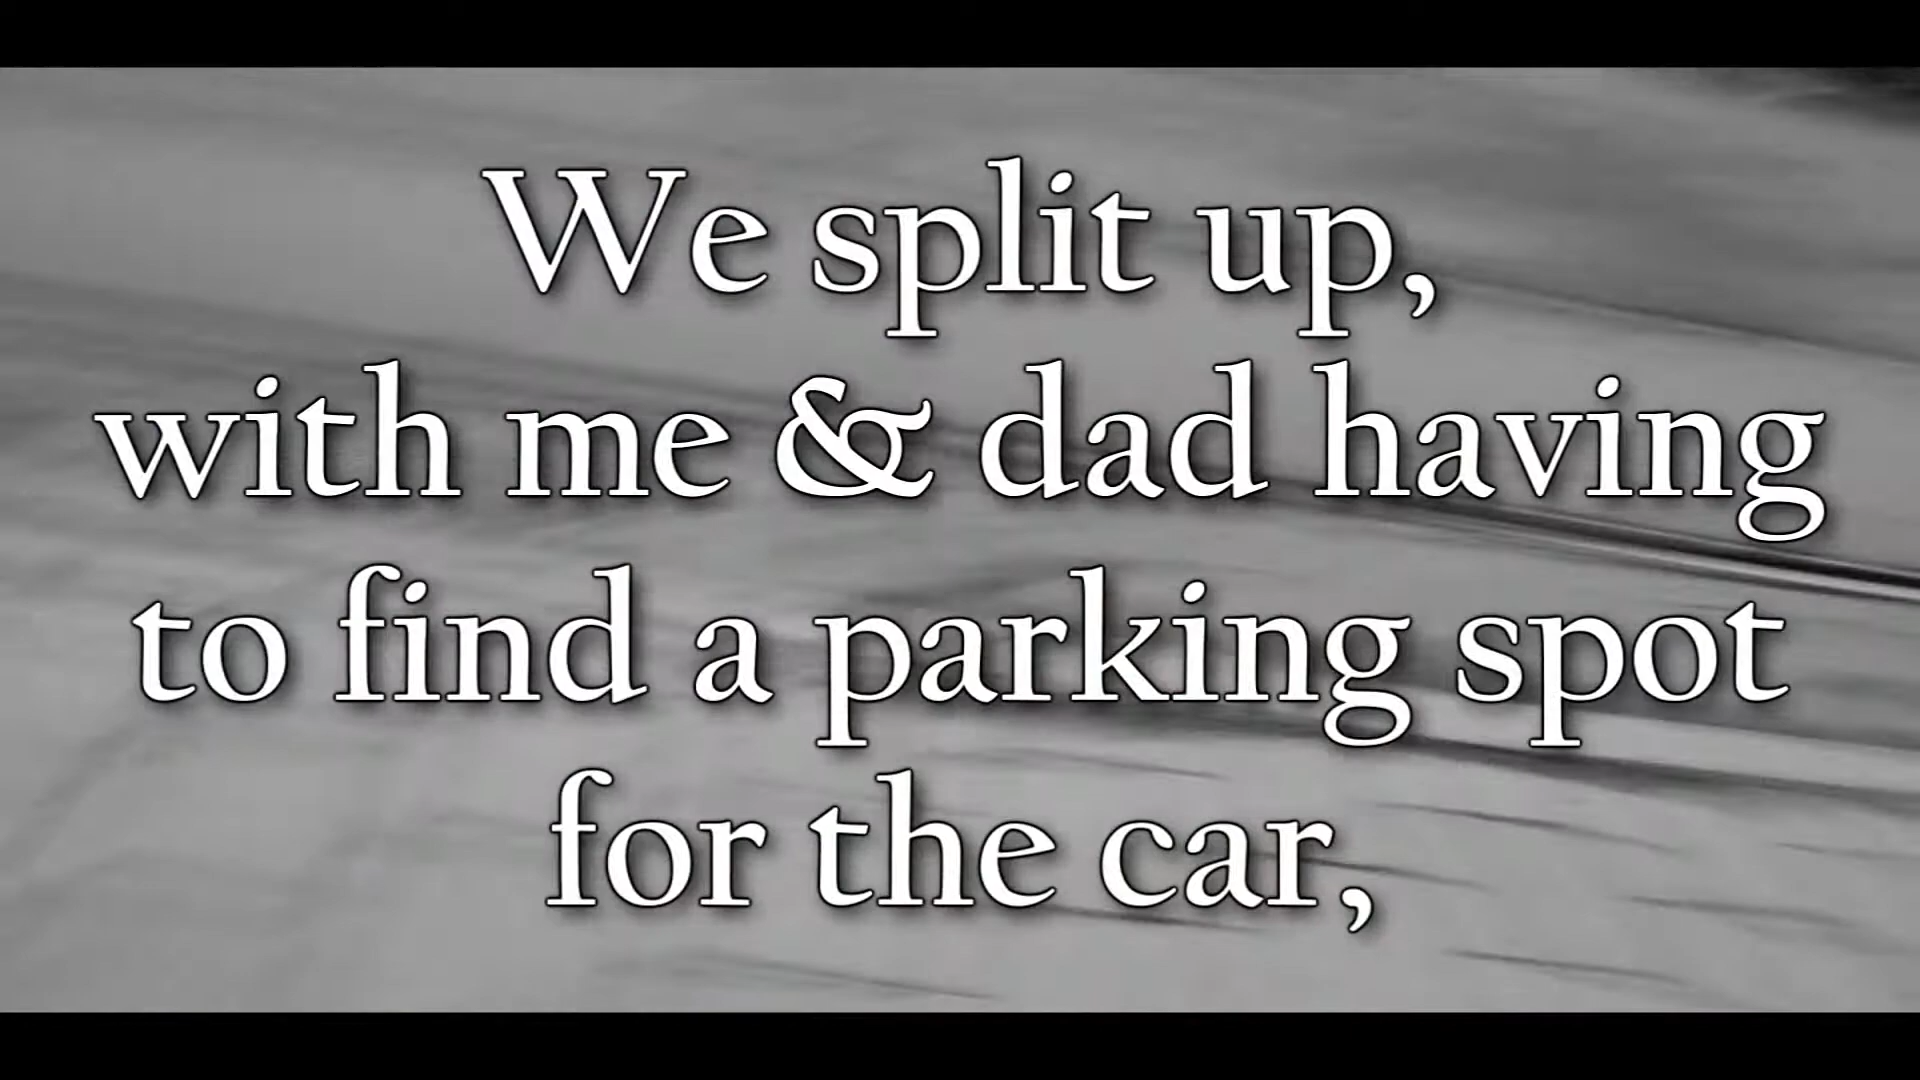 We split up,
with me & dad having
to find a parking spot
for the car,